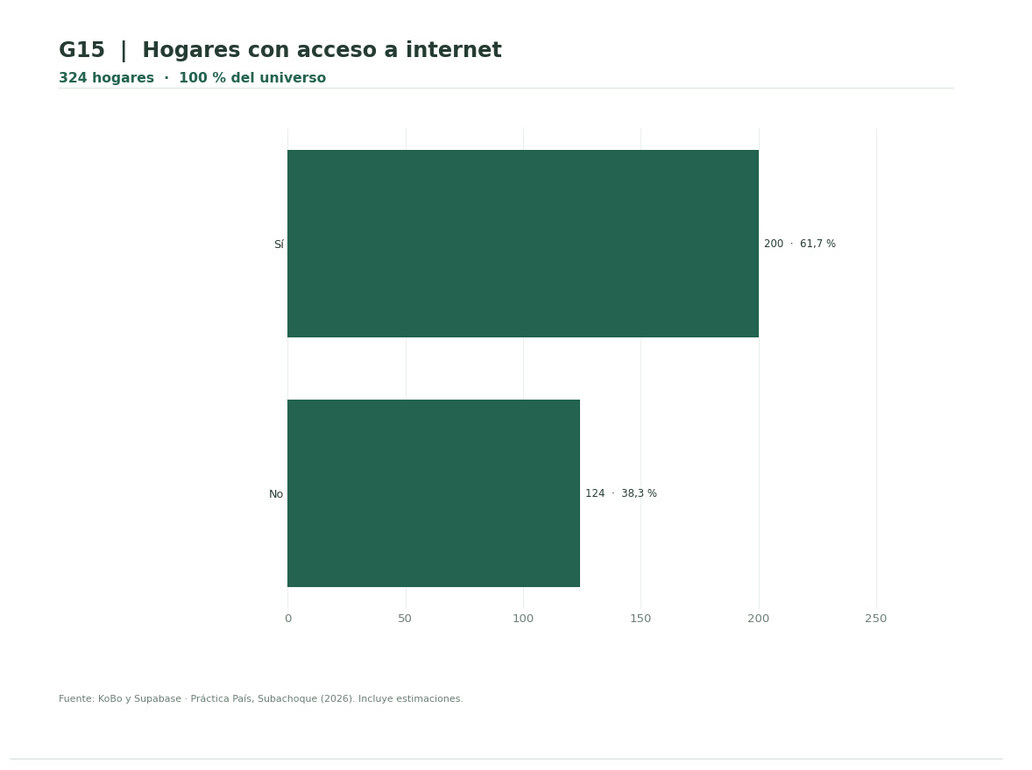 G15 | Hogares con acceso a internet
324 hogares · 100 % del universo
Sí
200 · 61,7 %
No
124 · 38,3 %
0 50 100 150 200 250
Fuente: KoBo y Supabase · Práctica País, Subachoque (2026). Incluye estimaciones.